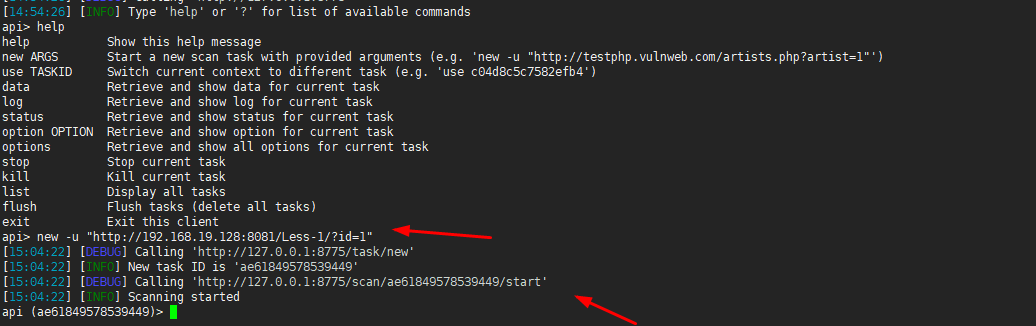 [14:54:26] [INFO] Type 'help' or '?' for list of available commands
api> help
help           Show this help message
new ARGS       Start a new scan task with provided arguments (e.g. 'new -u "http://testphp.vulnweb.com/artists.php?artist=1"')
use TASKID     Switch current context to different task (e.g. 'use c04d8c5c7582efb4')
data           Retrieve and show data for current task
log            Retrieve and show log for current task
status         Retrieve and show status for current task
option OPTION  Retrieve and show option for current task
options        Retrieve and show all options for current task
stop           Stop current task
kill           Kill current task
list           Display all tasks
flush          Flush tasks (delete all tasks)
exit           Exit this client
api> new -u "http://192.168.19.128:8081/Less-1/?id=1"
[15:04:22] [DEBUG] Calling 'http://127.0.0.1:8775/task/new'
[15:04:22] [INFO] New task ID is 'ae61849578539449'
[15:04:22] [DEBUG] Calling 'http://127.0.0.1:8775/scan/ae61849578539449/start'
[15:04:22] [INFO] Scanning started
api (ae61849578539449)>